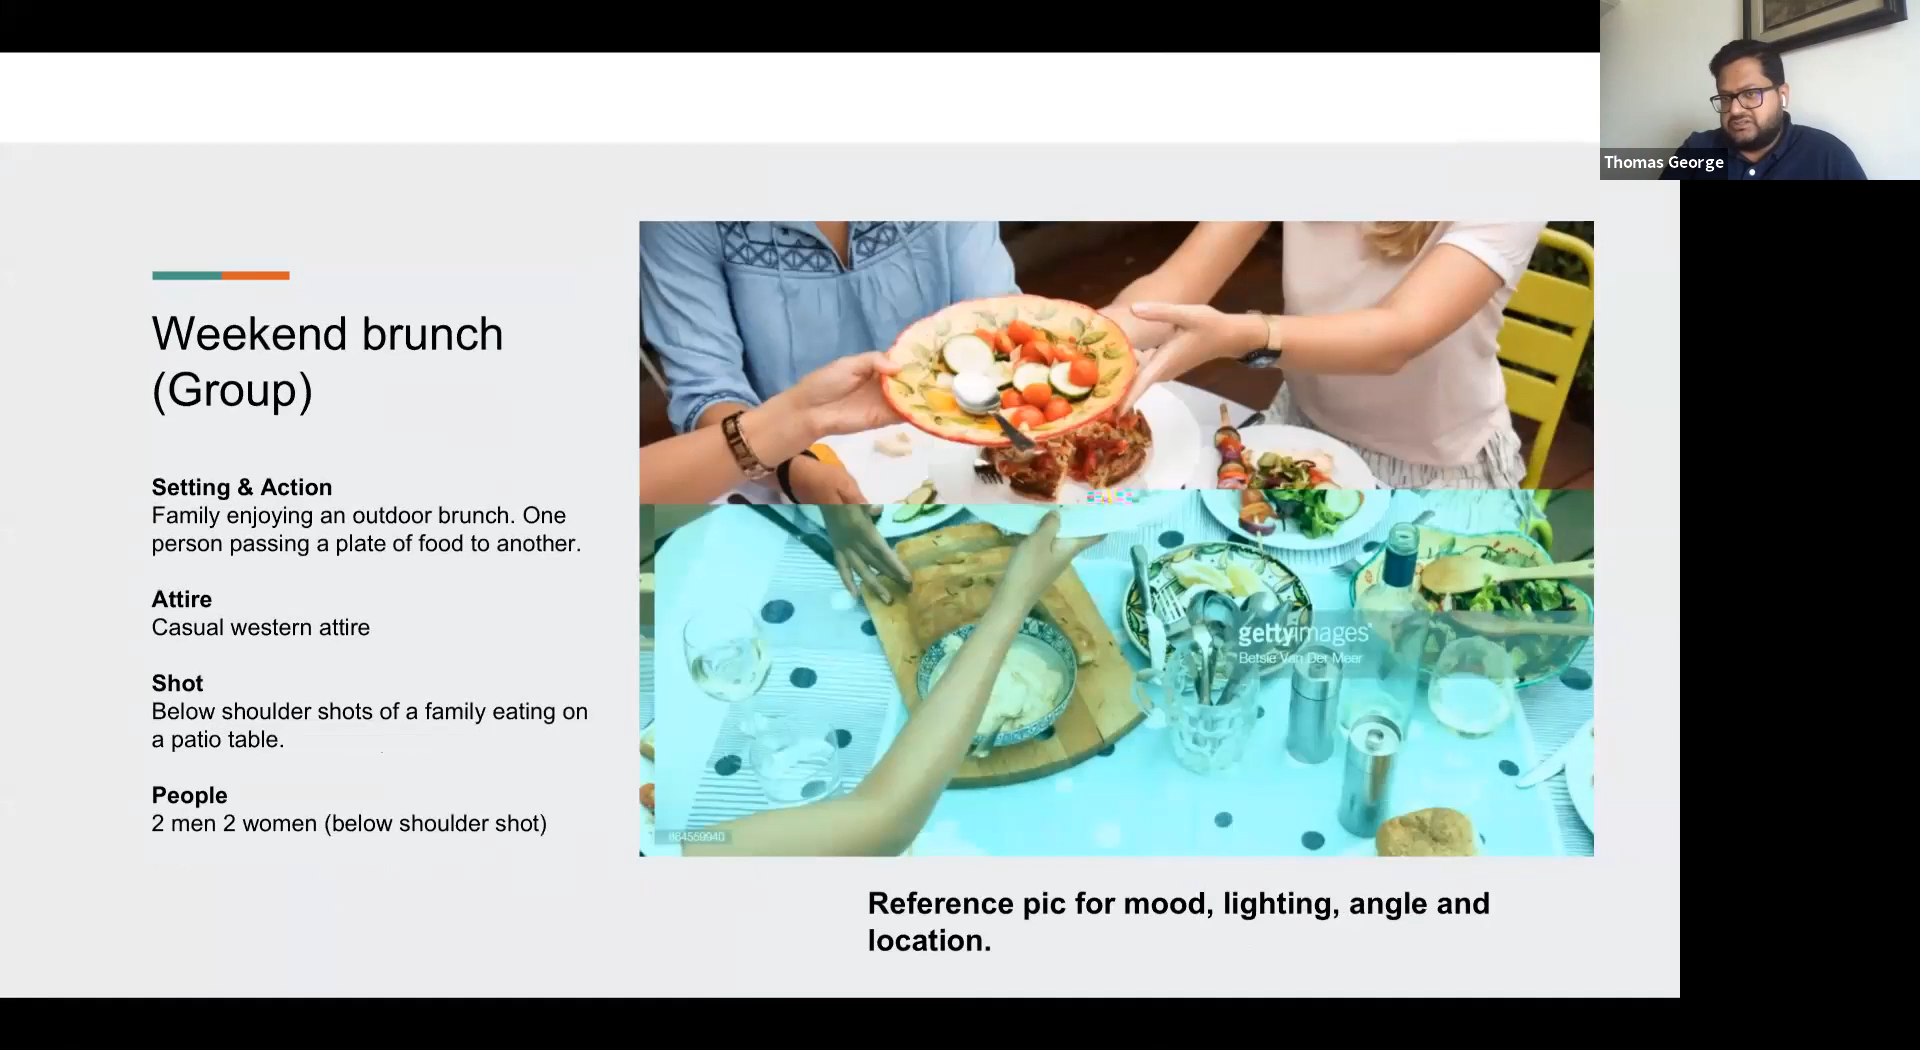 Thomas George
Weekend brunch
(Group)
Setting & Action
Family enjoying an outdoor brunch. One
person passing a plate of food to another.
Attire
Casual western attire
Shot
Below shoulder shots of a family eating on
a patio table.
People
2 men 2 women (below shoulder shot)
gettyimages®
Betsie Van Der Meer
684559940
Reference pic for mood, lighting, angle and
location.